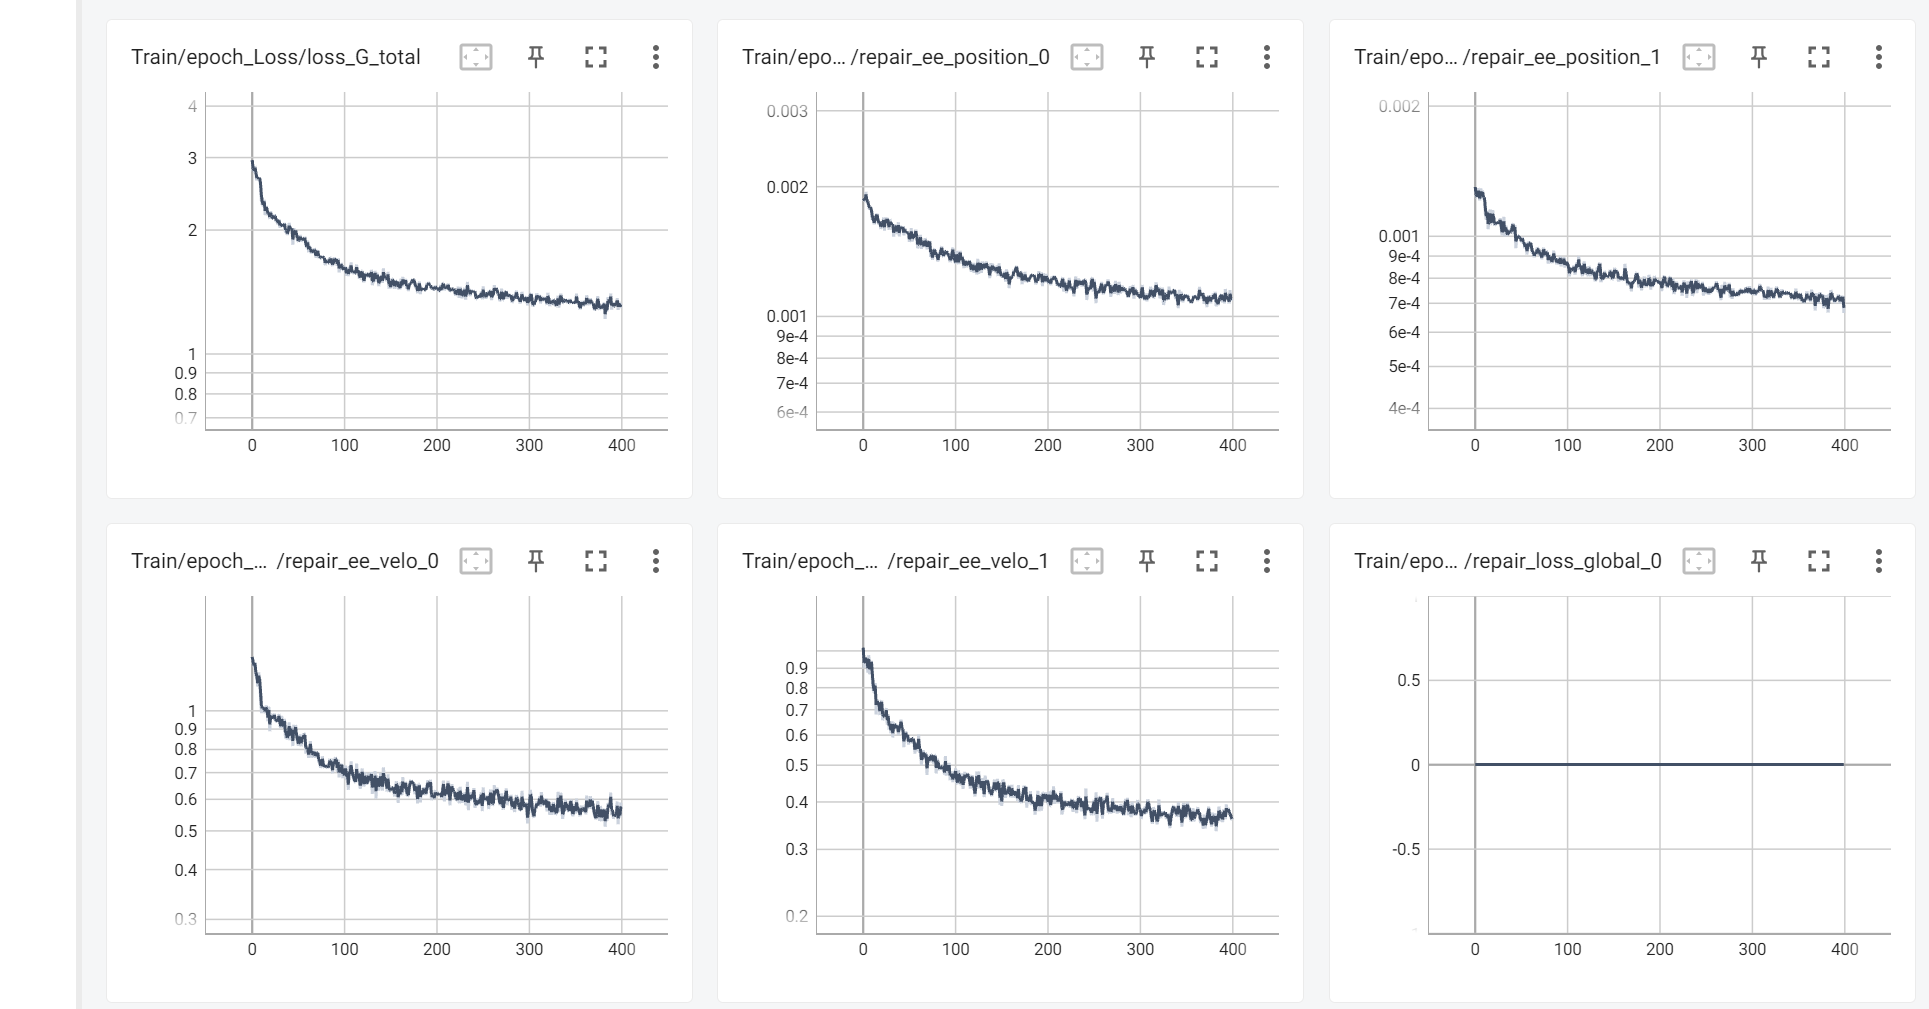 Train/epoch_Loss/loss_G_total
4
3
2
1
0.9
0.8
0.7
0 100 200 300 400
Train/epo... /repair_ee_position_0
0.003
0.002
0.001
9e-4
8e-4
7e-4
6e-4
0 100 200 300 400
Train/epo... /repair_ee_position_1
0.002
0.001
9e-4
8e-4
7e-4
6e-4
5e-4
4e-4
0 100 200 300 400
Train/epoch_... /repair_ee_velo_0
1
0.9
0.8
0.7
0.6
0.5
0.4
0.3
0 100 200 300 400
Train/epoch_... /repair_ee_velo_1
0.9
0.8
0.7
0.6
0.5
0.4
0.3
0.2
0 100 200 300 400
Train/epo... /repair_loss_global_0
0.5
0
-0.5
0 100 200 300 400